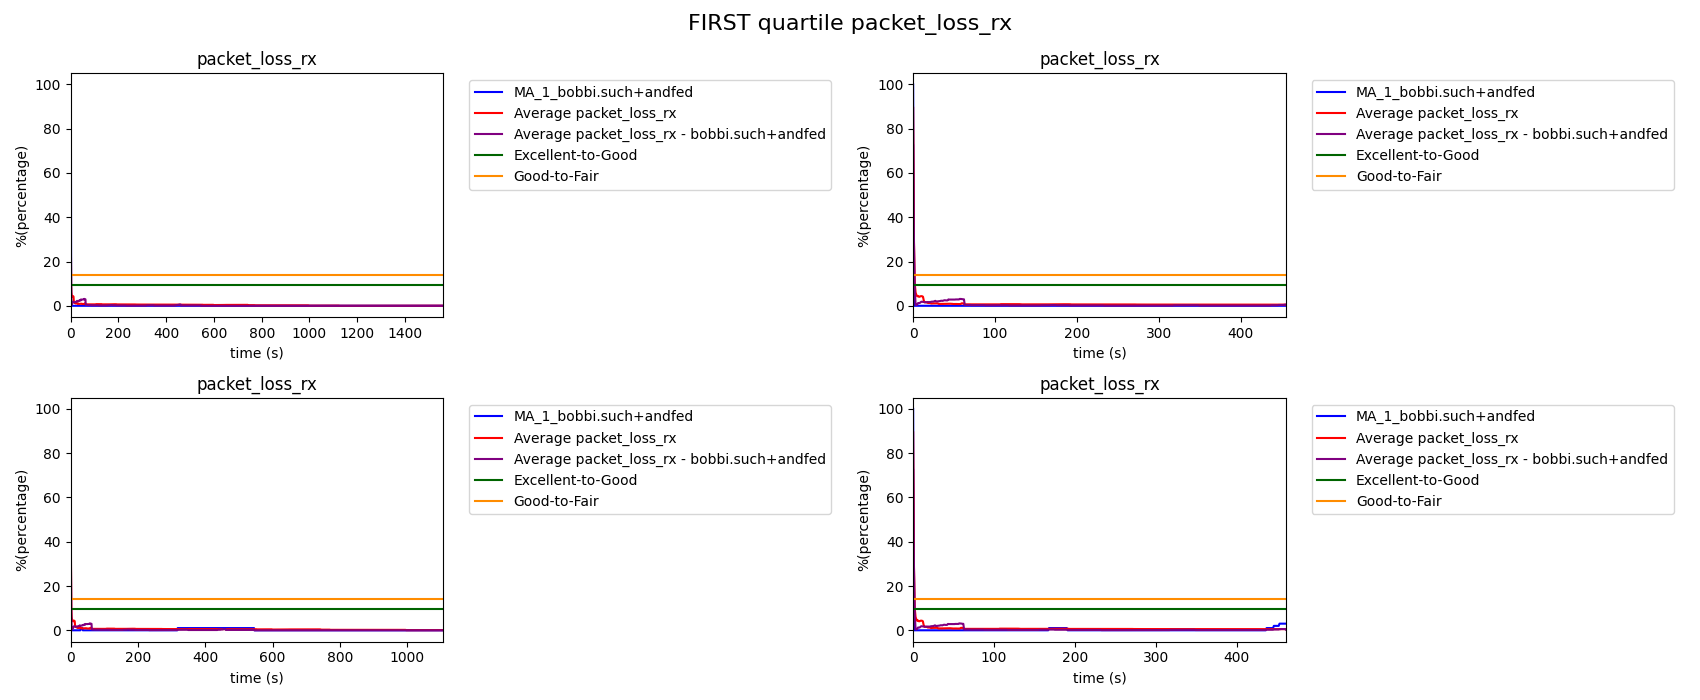 FIRST quartile packet_loss_rx
packet_loss_rx
100
80
60
40
20
0
%(percentage)
0 200 400 600 800 1000 1200 1400
time (s)
MA_1_bobbi.such+andfed
Average packet_loss_rx
Average packet_loss_rx - bobbi.such+andfed
Excellent-to-Good
Good-to-Fair
packet_loss_rx
100
80
60
40
20
0
%(percentage)
0 100 200 300 400
time (s)
MA_1_bobbi.such+andfed
Average packet_loss_rx
Average packet_loss_rx - bobbi.such+andfed
Excellent-to-Good
Good-to-Fair
packet_loss_rx
100
80
60
40
20
0
%(percentage)
0 200 400 600 800 1000
time (s)
MA_1_bobbi.such+andfed
Average packet_loss_rx
Average packet_loss_rx - bobbi.such+andfed
Excellent-to-Good
Good-to-Fair
packet_loss_rx
100
80
60
40
20
0
%(percentage)
0 100 200 300 400
time (s)
MA_1_bobbi.such+andfed
Average packet_loss_rx
Average packet_loss_rx - bobbi.such+andfed
Excellent-to-Good
Good-to-Fair